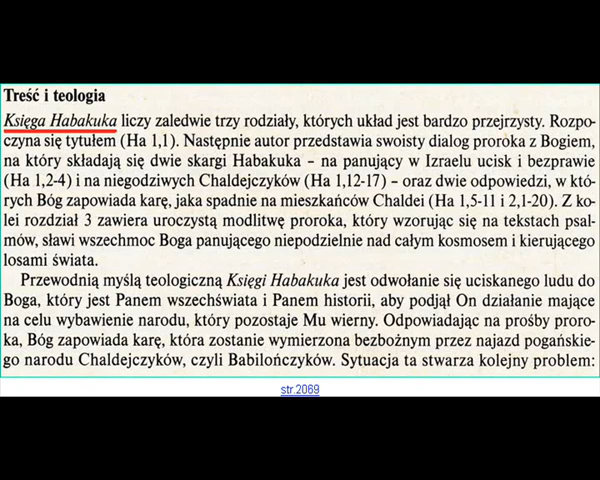 Treść i teologia
Księga Habakuka liczy zaledwie trzy rodziały, których układ jest bardzo przejrzysty. Rozpo-
czyna się tytułem (Ha 1,1). Następnie autor przedstawia swoisty dialog proroka z Bogiem,
na który składają się dwie skargi Habakuka – na panujący w Izraelu ucisk i bezprawie
(Ha 1,2-4) i na niegodziwych Chaldejczyków (Ha 1,12-17) – oraz dwie odpowiedzi, w któ-
rych Bóg zapowiada karę, jaka spadnie na mieszkańców Chaldei (Ha 1,5-11 i 2,1-20). Z ko-
lei rozdział 3 zawiera uroczystą modlitwę proroka, który wzorując się na tekstach psal-
mów, sławi wszechmoc Boga panującego niepodzielnie nad całym kosmosem i kierującego
losami świata.
Przewodnią myślą teologiczną Księgi Habakuka jest odwołanie się uciskanego ludu do
Boga, który jest Panem wszechświata i Panem historii, aby podjął On działanie mające
na celu wybawienie narodu, który pozostaje Mu wierny. Odpowiadając na prośby proro-
ka, Bóg zapowiada karę, która zostanie wymierzona bezbożnym przez najazd pogańskie-
go narodu Chaldejczyków, czyli Babilończyków. Sytuacja ta stwarza kolejny problem:
str.2069